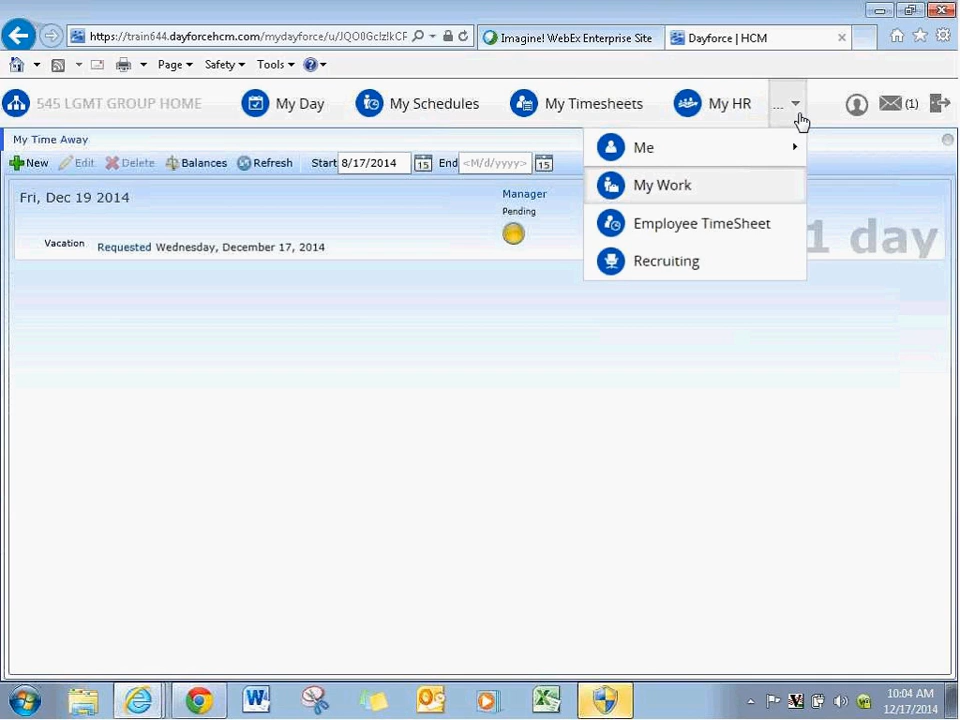 https://train644.dayforcehcm.com/mydayforce/u/
Imagine! WebEx Enterprise Site
Dayforce | HCM
Page
Safety
Tools
545 LGMT GROUP HOME
My Day
My Schedules
My Timesheets
My HR
...
(1)
My Time Away
Me
New
Edit
Delete
Balances
Refresh
Start 8/17/2014
15
End <M/d/yyyy>
15
My Work
Fri, Dec 19 2014
Manager
Pending
Employee TimeSheet
1 day
Vacation
Requested Wednesday, December 17, 2014
Recruiting
10:04 AM
12/17/2014